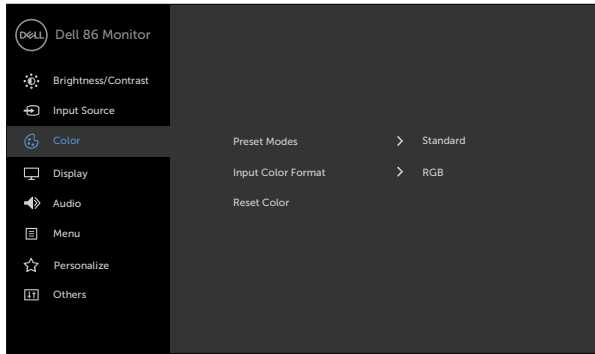 DELL Dell 86 Monitor
Brightness/Contrast
Input Source
Color
Preset Modes > Standard
Display
Input Color Format > RGB
Audio
Reset Color
Menu
Personalize
Others